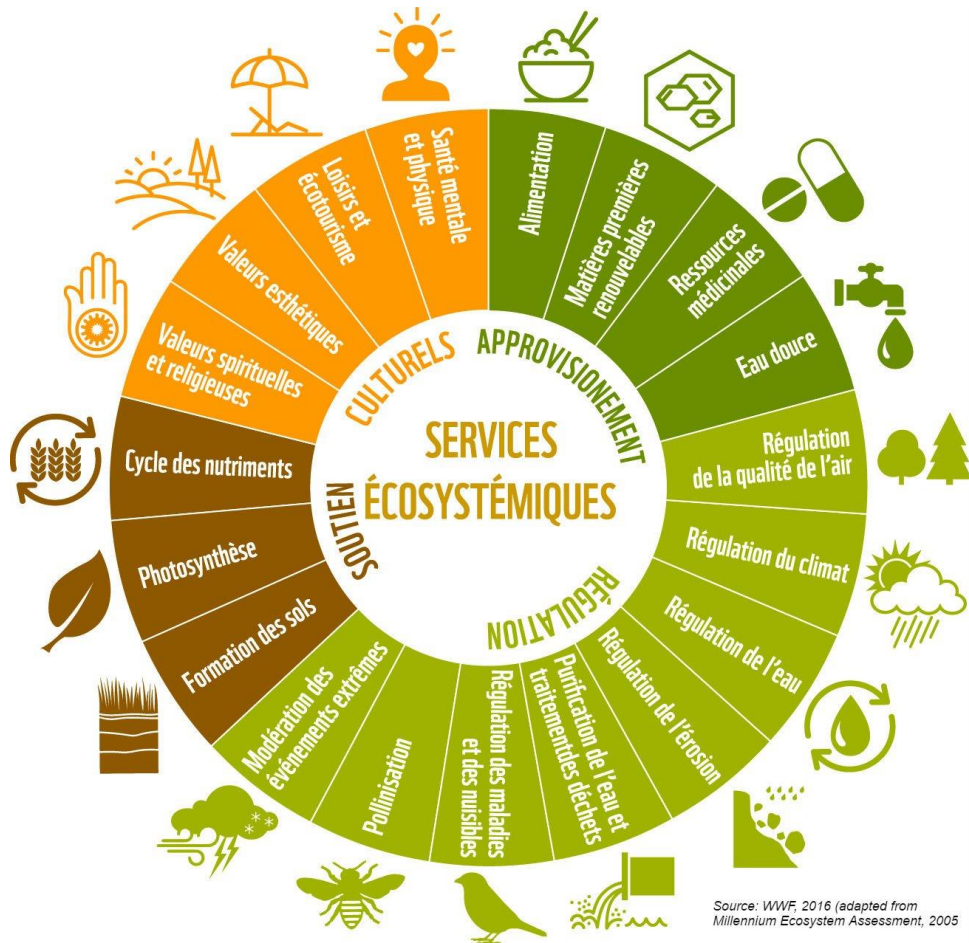 SERVICES
ÉCOSYSTÉMIQUES
APPROVISIONEMENT
Alimentation
Matières premières
renouvelables
Ressources
médicinales
Eau douce
RÉGULATION
Régulation
de la qualité de l'air
Régulation du climat
Régulation de l'eau
Régulation de l'érosion
Purification de l'eau et
traitementdes déchets
Régulation des maladies
et des nuisibles
Pollinisation
Modération des
événements extrêmes
SOUTIEN
Formation des sols
Photosynthèse
Cycle des nutriments
CULTURELS
Valeurs spirituelles
et religieuses
Valeurs esthétiques
Loisirs et
écotourisme
Santé mentale
et physique
Source: WWF, 2016 (adapted from
Millennium Ecosystem Assessment, 2005